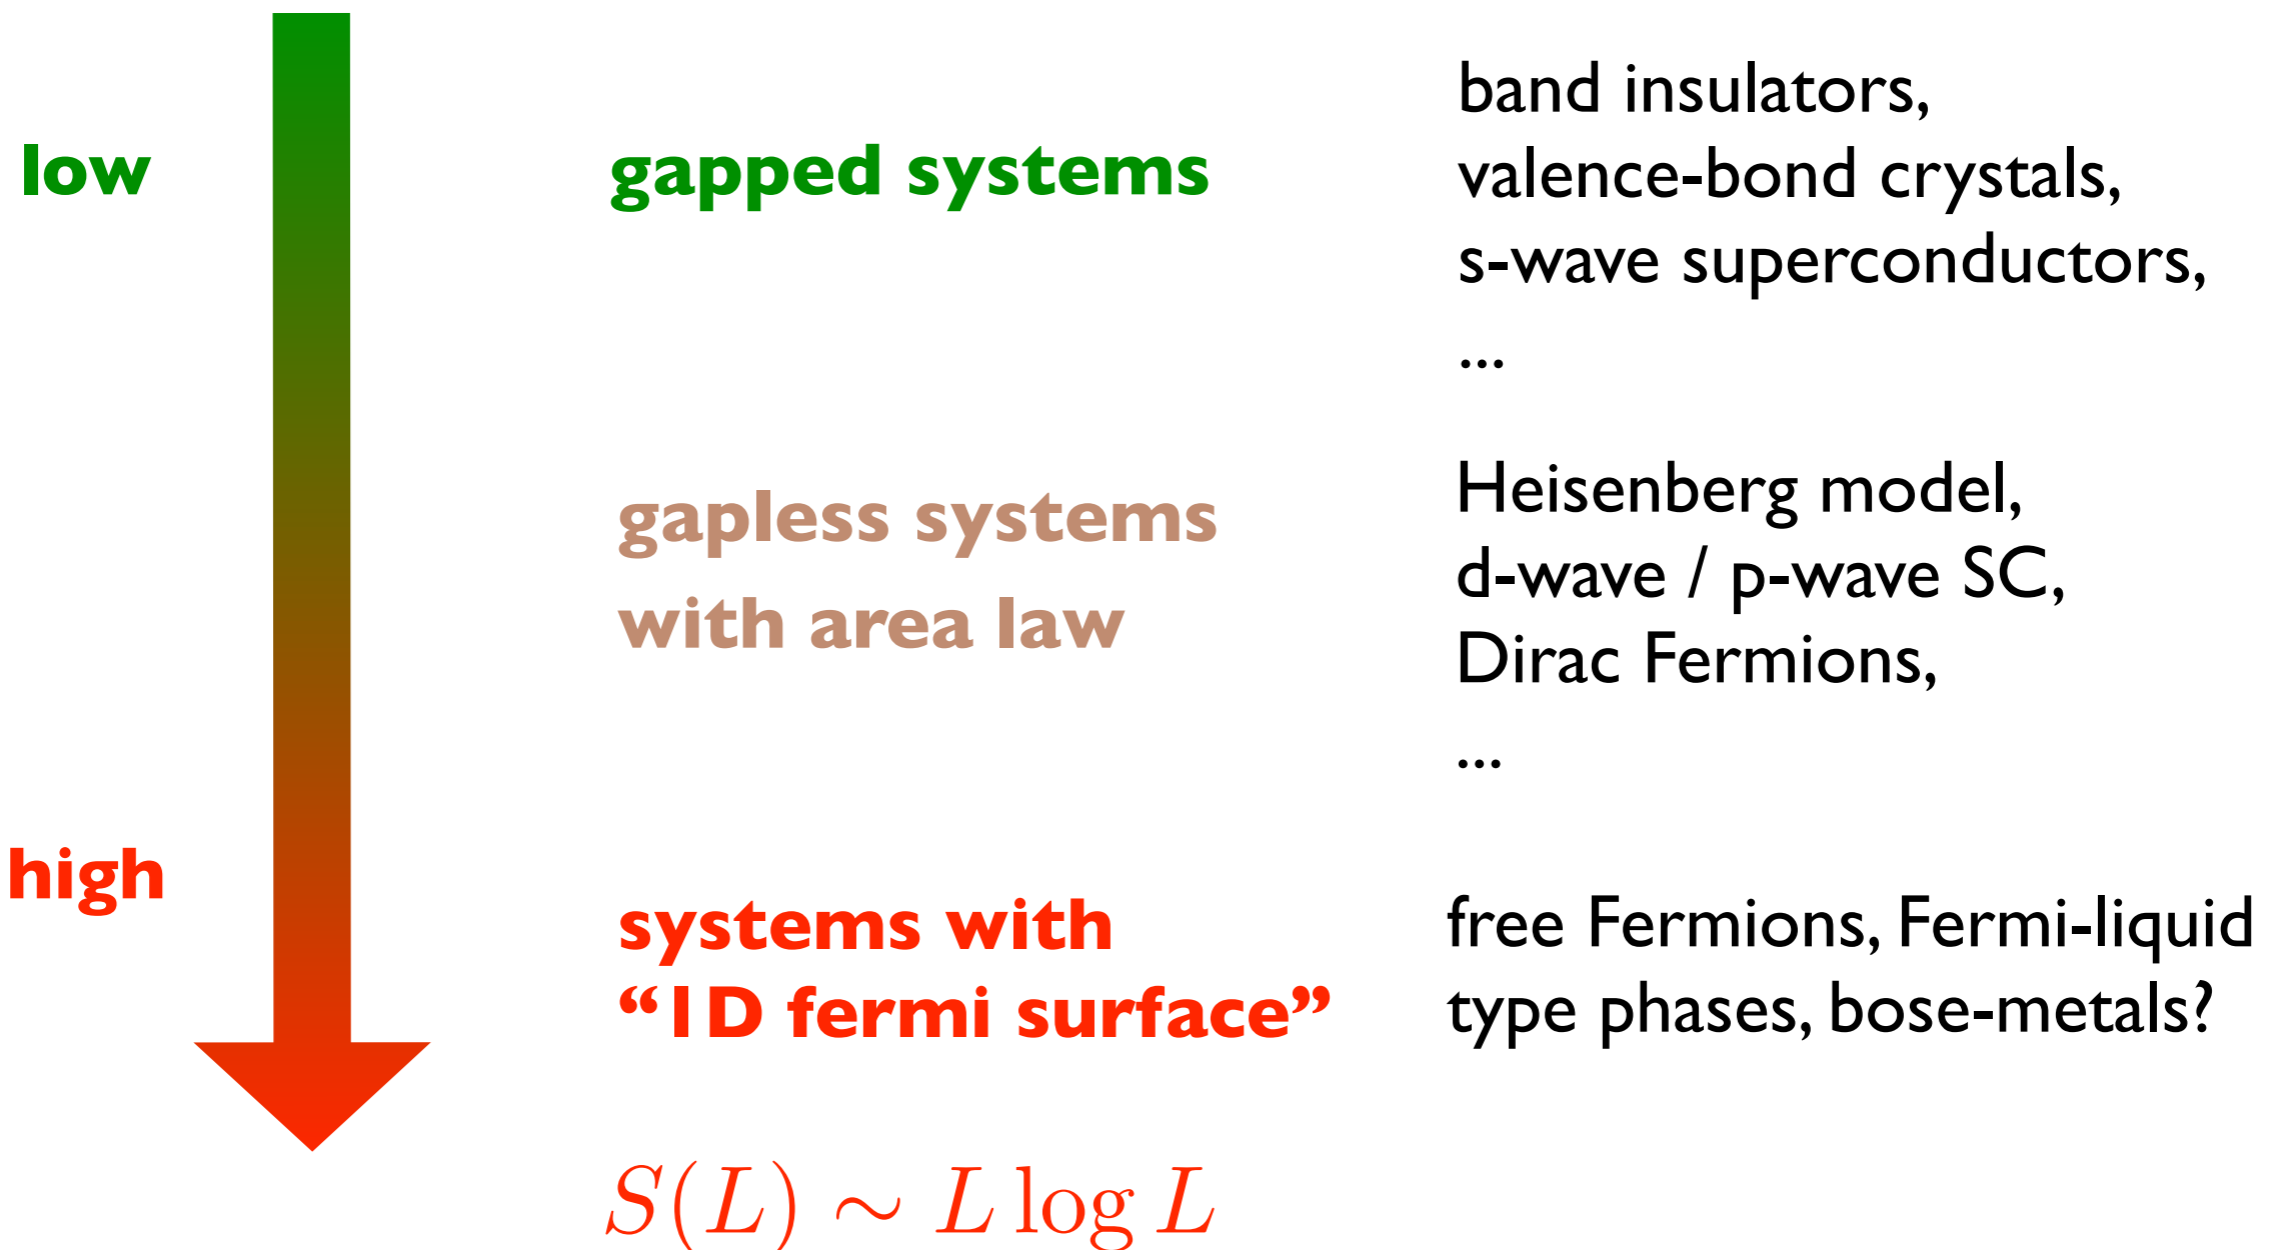 low
gapped systems
band insulators,
valence-bond crystals,
s-wave superconductors,
...
gapless systems
with area law
Heisenberg model,
d-wave / p-wave SC,
Dirac Fermions,
...
high
systems with
“1D fermi surface”
free Fermions, Fermi-liquid
type phases, bose-metals?
S(L) ∼ L log L